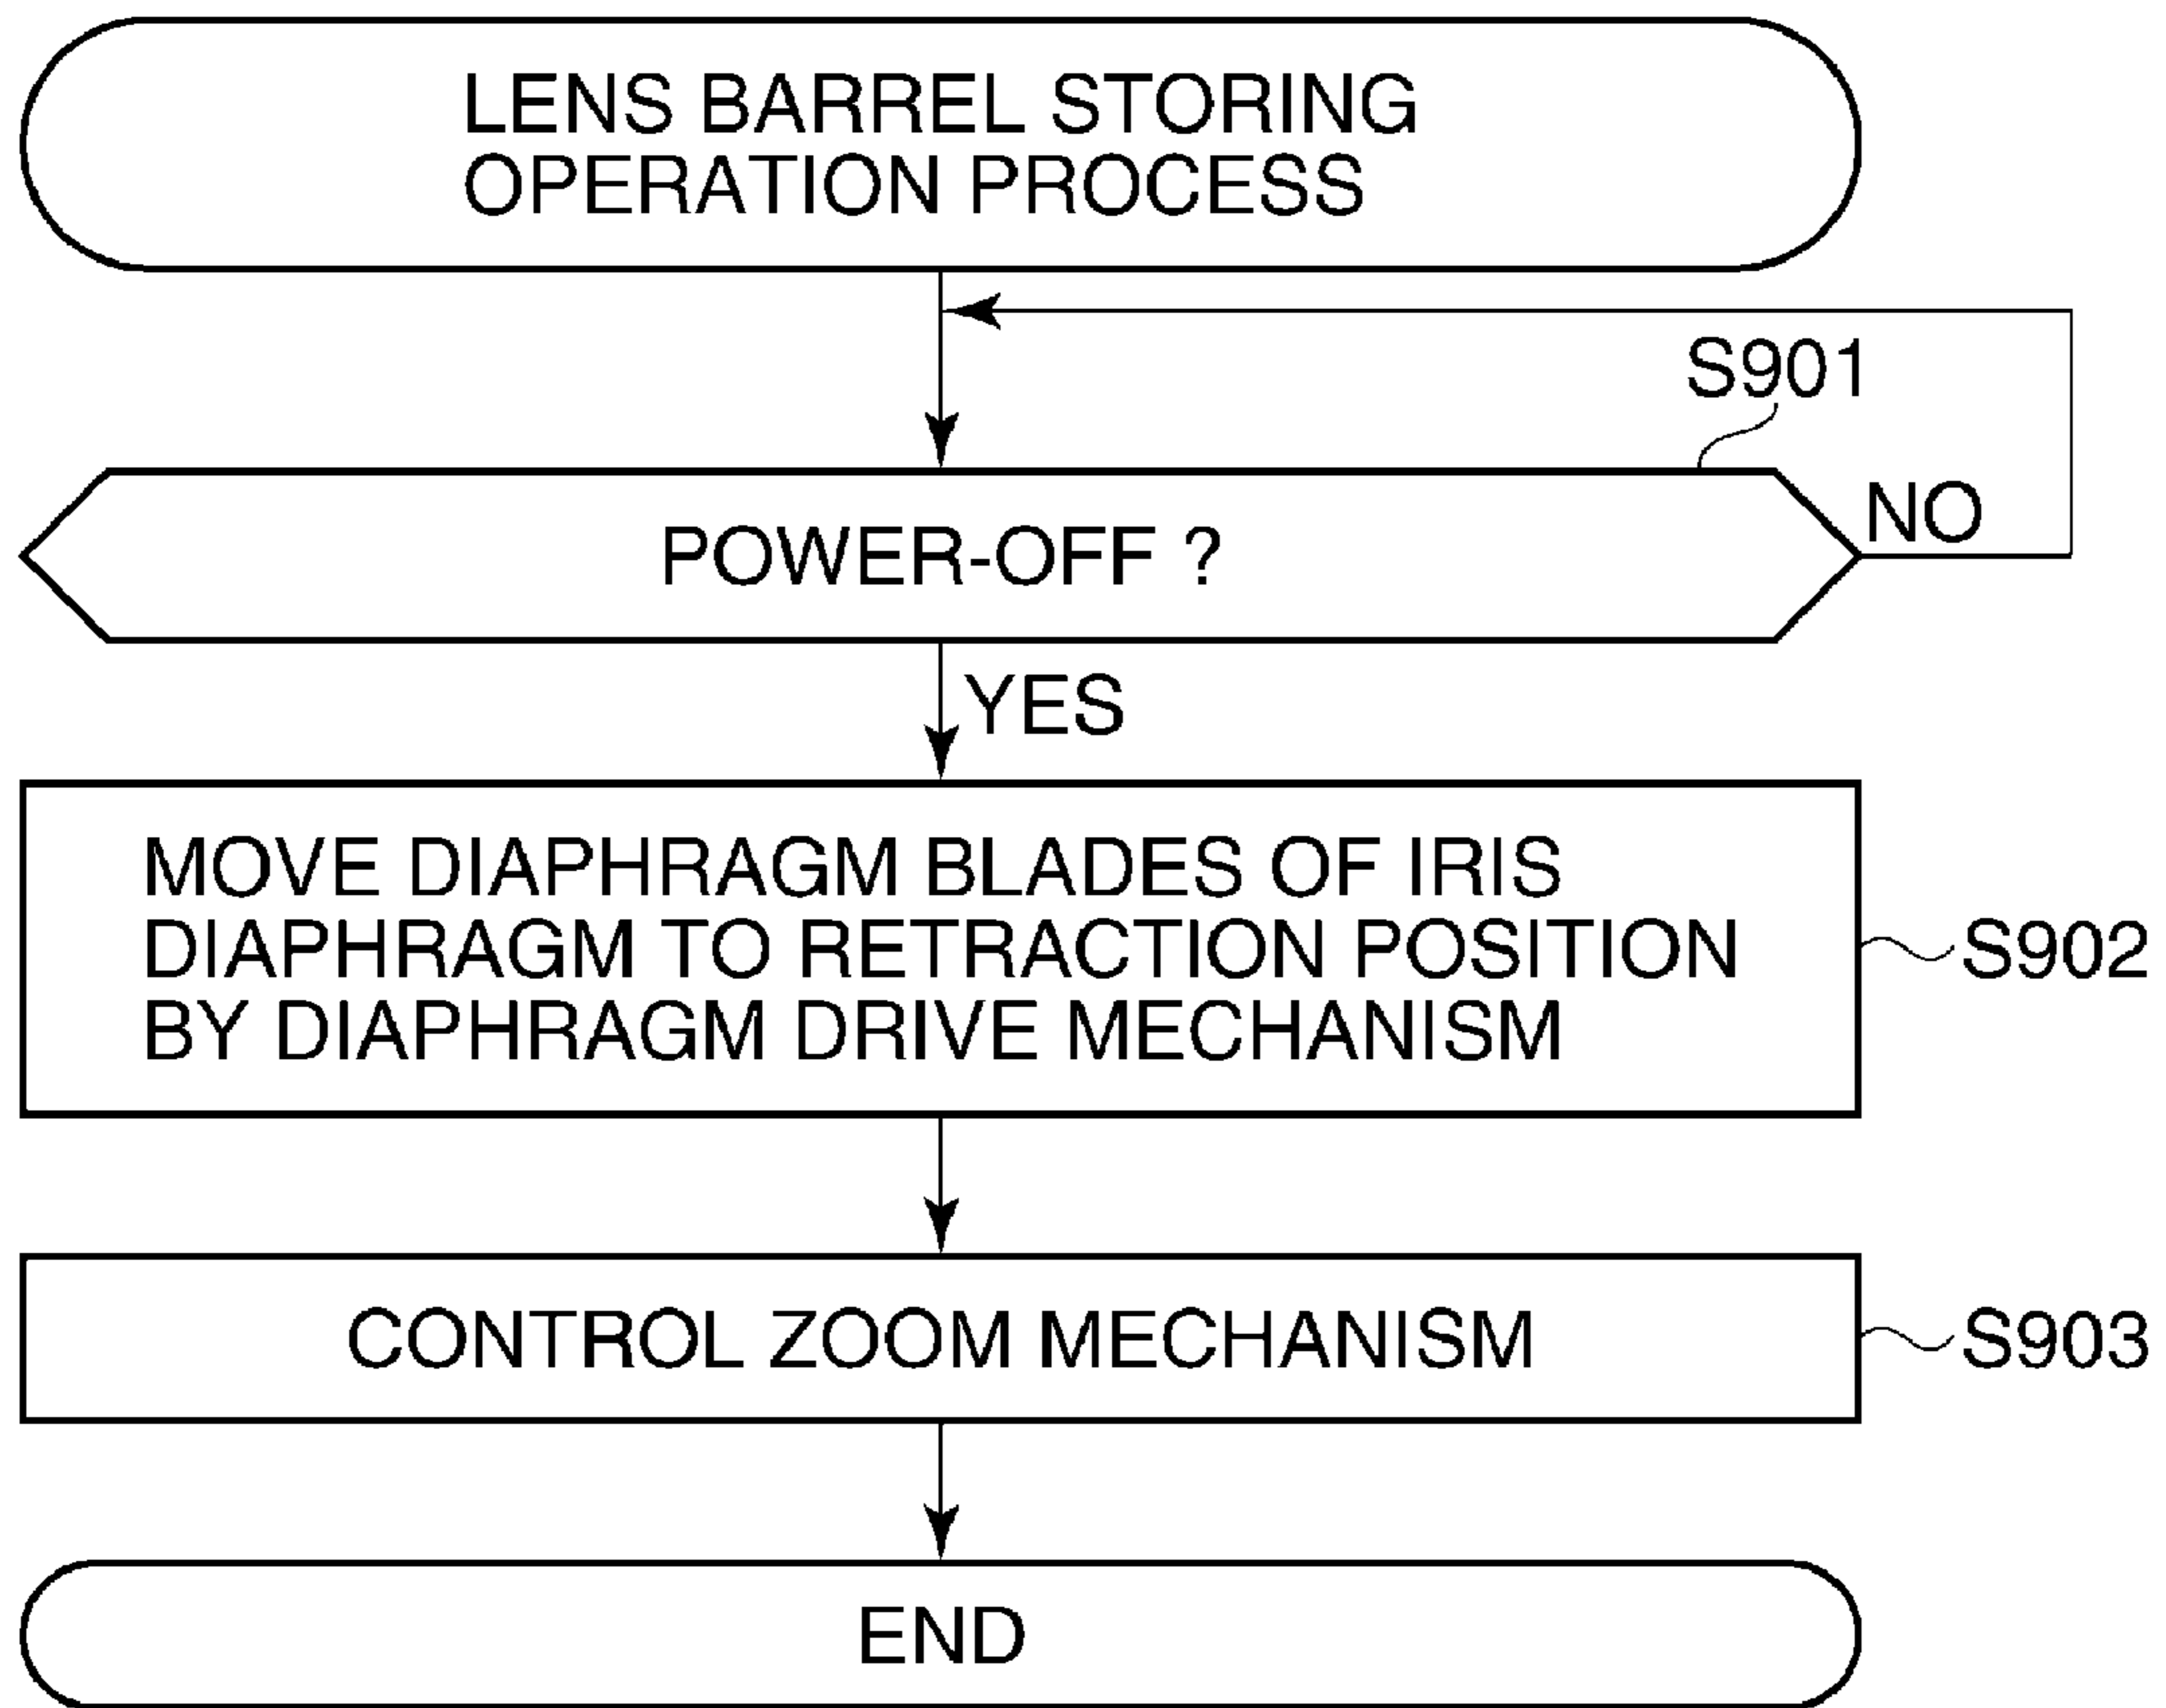 LENS BARREL STORING
OPERATION PROCESS
S901
POWER-OFF ?
NO
YES
MOVE DIAPHRAGM BLADES OF IRIS
DIAPHRAGM TO RETRACTION POSITION
BY DIAPHRAGM DRIVE MECHANISM
S902
CONTROL ZOOM MECHANISM
S903
END